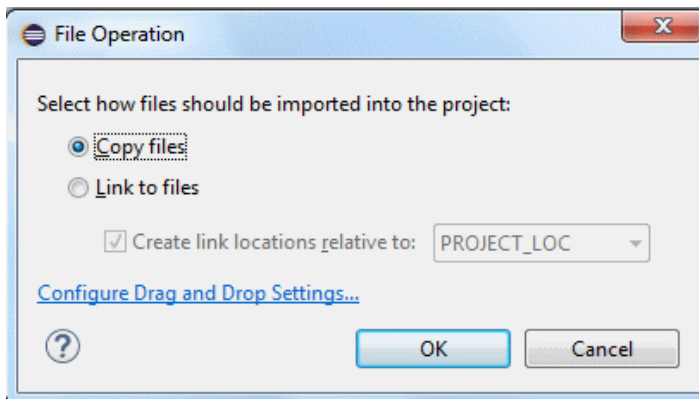 File Operation
Select how files should be imported into the project:
Copy files
Link to files
Create link locations relative to: PROJECT_LOC
Configure Drag and Drop Settings...
? OK Cancel